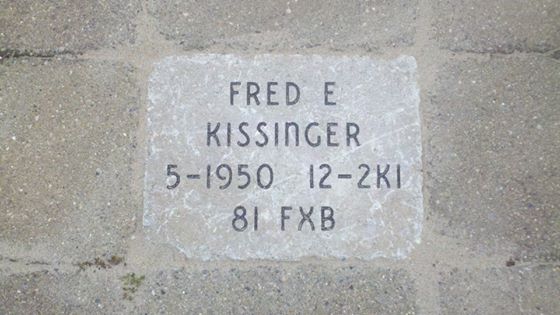 FRED E
KISSINGER
5-1950 12-2K1
81 FXB